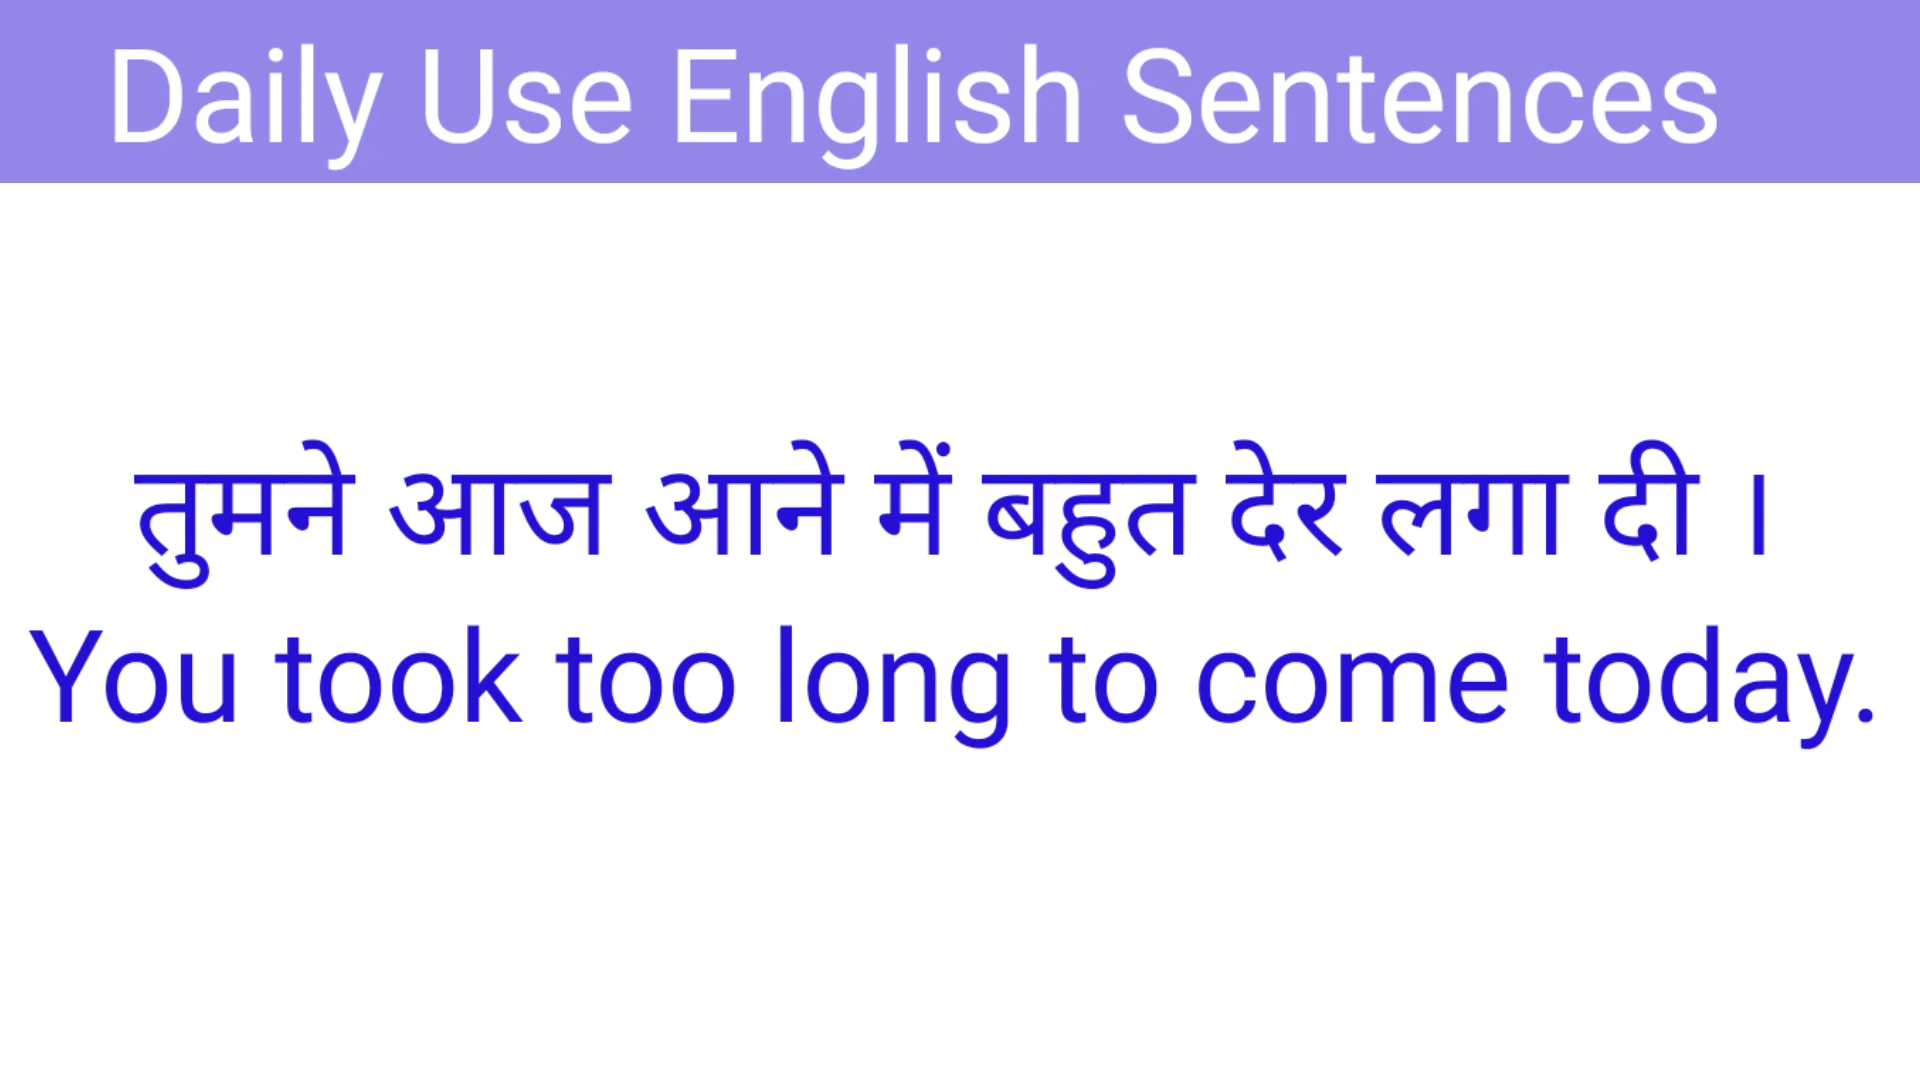 Daily Use English Sentences
तुमने आज आने में बहुत देर लगा दी ।
You took too long to come today.